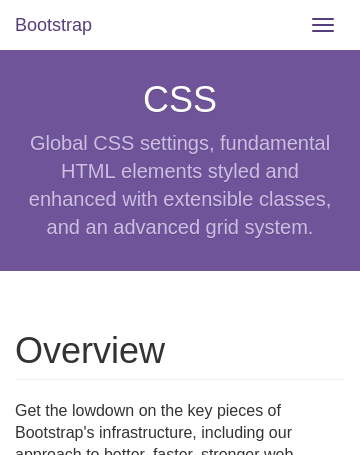 Bootstrap
CSS
Global CSS settings, fundamental
HTML elements styled and
enhanced with extensible classes,
and an advanced grid system.
Overview
Get the lowdown on the key pieces of
Bootstrap's infrastructure, including our
approach to better, faster, stronger web